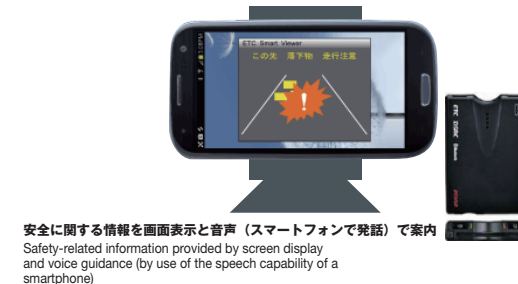 ETC Smart Viewer
この先 落下物 走行注意
!
ETC DSRC
安全に関する情報を画面表示と音声（スマートフォンで発話）で案内
Safety-related information provided by screen display
and voice guidance (by use of the speech capability of a
smartphone)